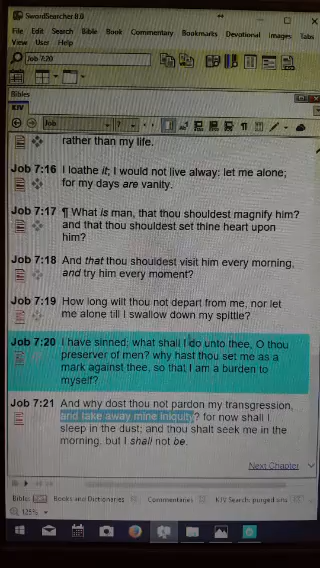 SwordSearcher 8.0
File Edit Search Bible Book Commentary Bookmarks Devotional Images Tabs
View User Help
Job 7:20
Bibles
KJV
Job 7
rather than my life.
Job 7:16 I loathe it; I would not live alway: let me alone;
for my days are vanity.
Job 7:17 ¶ What is man, that thou shouldest magnify him?
and that thou shouldest set thine heart upon
him?
Job 7:18 And that thou shouldest visit him every morning,
and try him every moment?
Job 7:19 How long wilt thou not depart from me, nor let
me alone till I swallow down my spittle?
Job 7:20 I have sinned; what shall I do unto thee, O thou
preserver of men? why hast thou set me as a
mark against thee, so that I am a burden to
myself?
Job 7:21 And why dost thou not pardon my transgression,
and take away mine iniquity? for now shall I
sleep in the dust; and thou shalt seek me in the
morning, but I shall not be.
Next Chapter
Bible: Books and Dictionaries Commentaries KJV Search: purged sins
125%